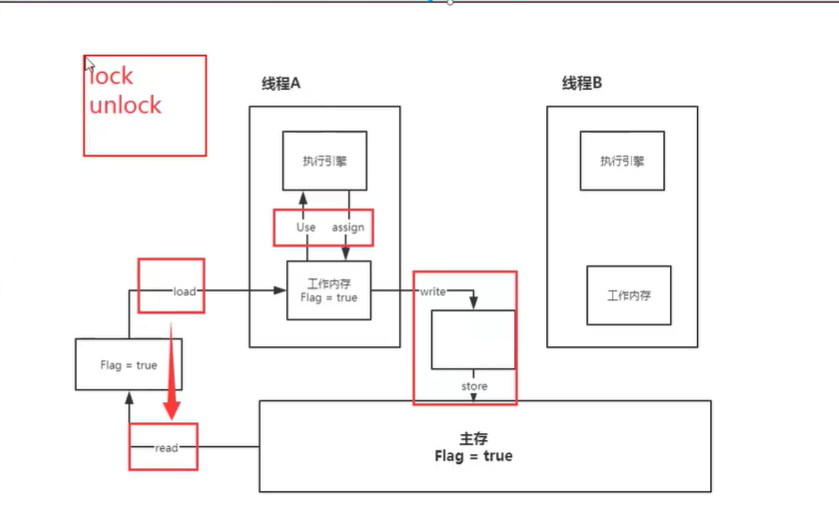 lock
unlock
线程A
线程B
执行引擎
执行引擎
Use
assign
工作内存
Flag = true
工作内存
load
write
Flag = true
store
read
主存
Flag = true